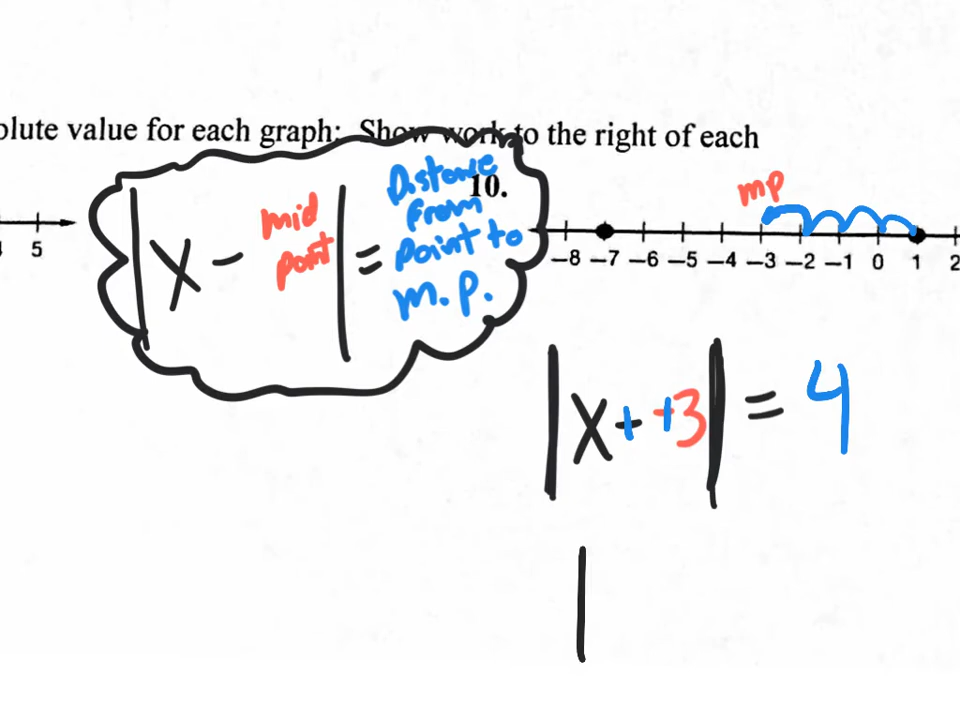 olute value for each graph: Show work to the right of each
|x - mid point| = Distance from point to m.p.
10.
mp
5
-8 -7 -6 -5 -4 -3 -2 -1 0 1 2
|x + +3| = 4
|